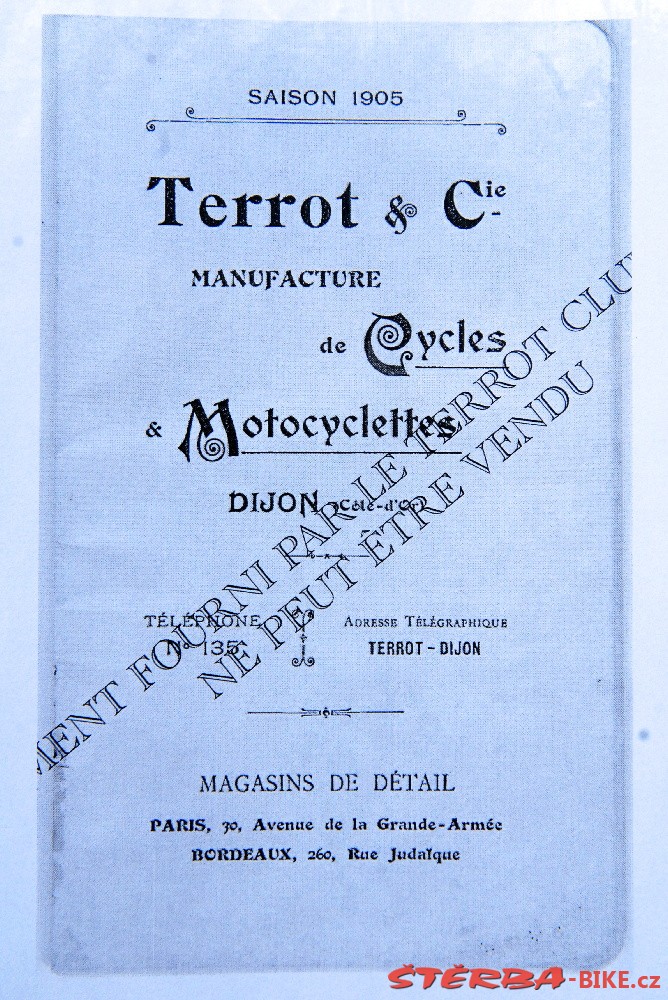 SAISON 1905
Terrot & Cie
MANUFACTURE
de Cycles
& Motocyclettes
DIJON (Côte-d'Or)
TÉLÉPHONE
No 135
ADRESSE TÉLÉGRAPHIQUE
TERROT-DIJON
MAGASINS DE DÉTAIL
PARIS, 30, Avenue de la Grande-Armée
BORDEAUX, 260, Rue Judaïque
MENT FOURNI PAR LE TERROT CLU
NE PEUT ÊTRE VENDU
ŠTĚRBA-BIKE.cz